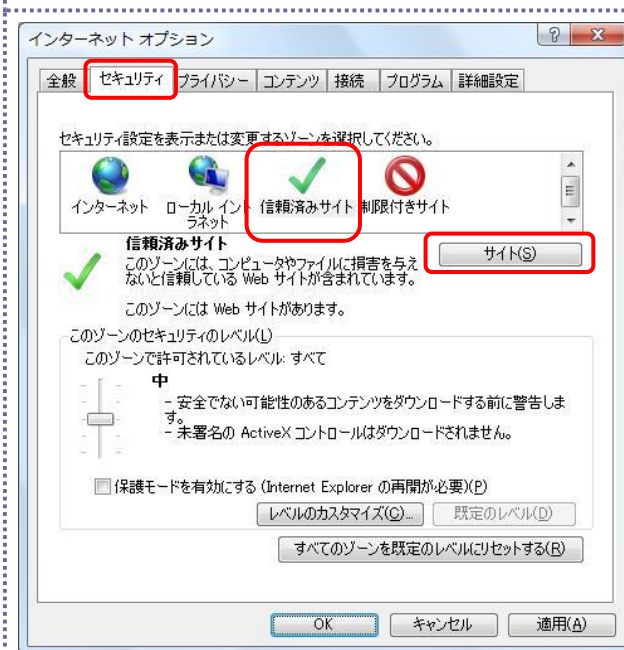 インターネット オプション
全般 セキュリティ プライバシー コンテンツ 接続 プログラム 詳細設定
セキュリティ設定を表示または変更するゾーンを選択してください。
インターネット ローカル イント 信頼済みサイト 制限付きサイト
ラネット
信頼済みサイト
サイト(S)
このゾーンには、コンピュータやファイルに損害を与え
ないと信頼している Web サイトが含まれています。
このゾーンには Web サイトがあります。
このゾーンのセキュリティのレベル(L)
このゾーンで許可されているレベル: すべて
中
- 安全でない可能性のあるコンテンツをダウンロードする前に警告しま
す。
- 未署名の ActiveX コントロールはダウンロードされません。
保護モードを有効にする (Internet Explorer の再開が必要)(P)
レベルのカスタマイズ(C)... 既定のレベル(D)
すべてのゾーンを既定のレベルにリセットする(R)
OK キャンセル 適用(A)